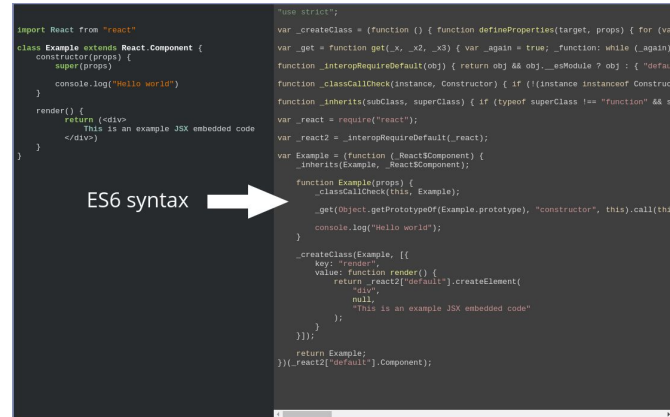 import React from "react"
class Example extends React.Component {
constructor(props) {
super(props)
console.log("Hello world")
}
render() {
return (<div>
This is an example JSX embedded code
</div>)
}
}
ES6 syntax
"use strict";
var _createClass = (function () { function defineProperties(target, props) { for (va
var _get = function get(_x, _x2, _x3) { var _again = true; _function: while (_again)
function _interopRequireDefault(obj) { return obj && obj.__esModule ? obj : { "defau
function _classCallCheck(instance, Constructor) { if (!(instance instanceof Construc
function _inherits(subClass, superClass) { if (typeof superClass !== "function" && s
var _react = require("react");
var _react2 = _interopRequireDefault(_react);
var Example = (function (_React$Component) {
_inherits(Example, _React$Component);
function Example(props) {
_classCallCheck(this, Example);
_get(Object.getPrototypeOf(Example.prototype), "constructor", this).call(thi
console.log("Hello world");
}
_createClass(Example, [{
key: "render",
value: function render() {
return _react2["default"].createElement(
"div",
null,
"This is an example JSX embedded code"
);
}
}]);
return Example;
})(_react2["default"].Component);